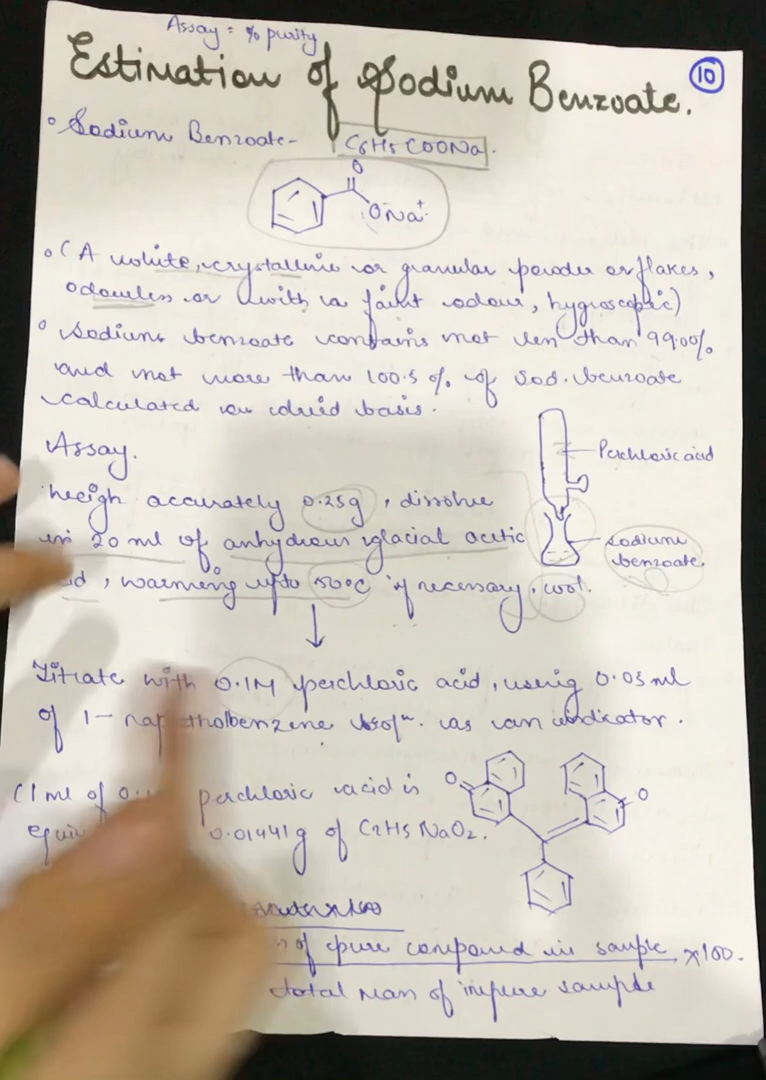 Assay = % purity
Estimation of Sodium Benzoate.
10
Sodium Benzoate- C6H5COONa.
O
O⁻Na⁺
(A white, crystalline or granular powder or flakes,
odourless or with a faint odour, hygroscopic)
Sodium benzoate contains not less than 99.00%
and not more than 100.5 %. of Sod. benzoate
calculated on dried basis.
Assay.
Weigh accurately 0.25g, dissolve
in 20 ml of anhydrous glacial acetic
, warming upto 50°C if necessary, cool.
Perchloric acid
sodium
benzoate
Titrate with 0.1M perchloric acid, using 0.05 ml
of 1- naptholbenzene solⁿ. as an indicator.
(1 ml of perchloric acid is
0.01441g of C7H5NaO2.
O
O
of pure compound in sample x100.
total Mass of impure sample